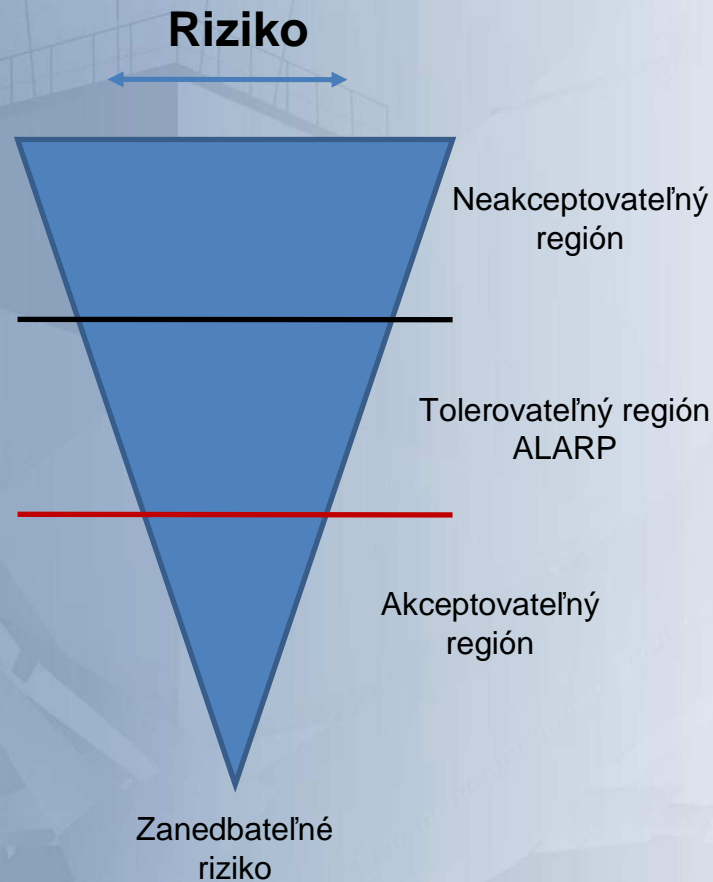 Riziko
Neakceptovateľný
región
Tolerovateľný región
ALARP
Akceptovateľný
región
Zanedbateľné
riziko